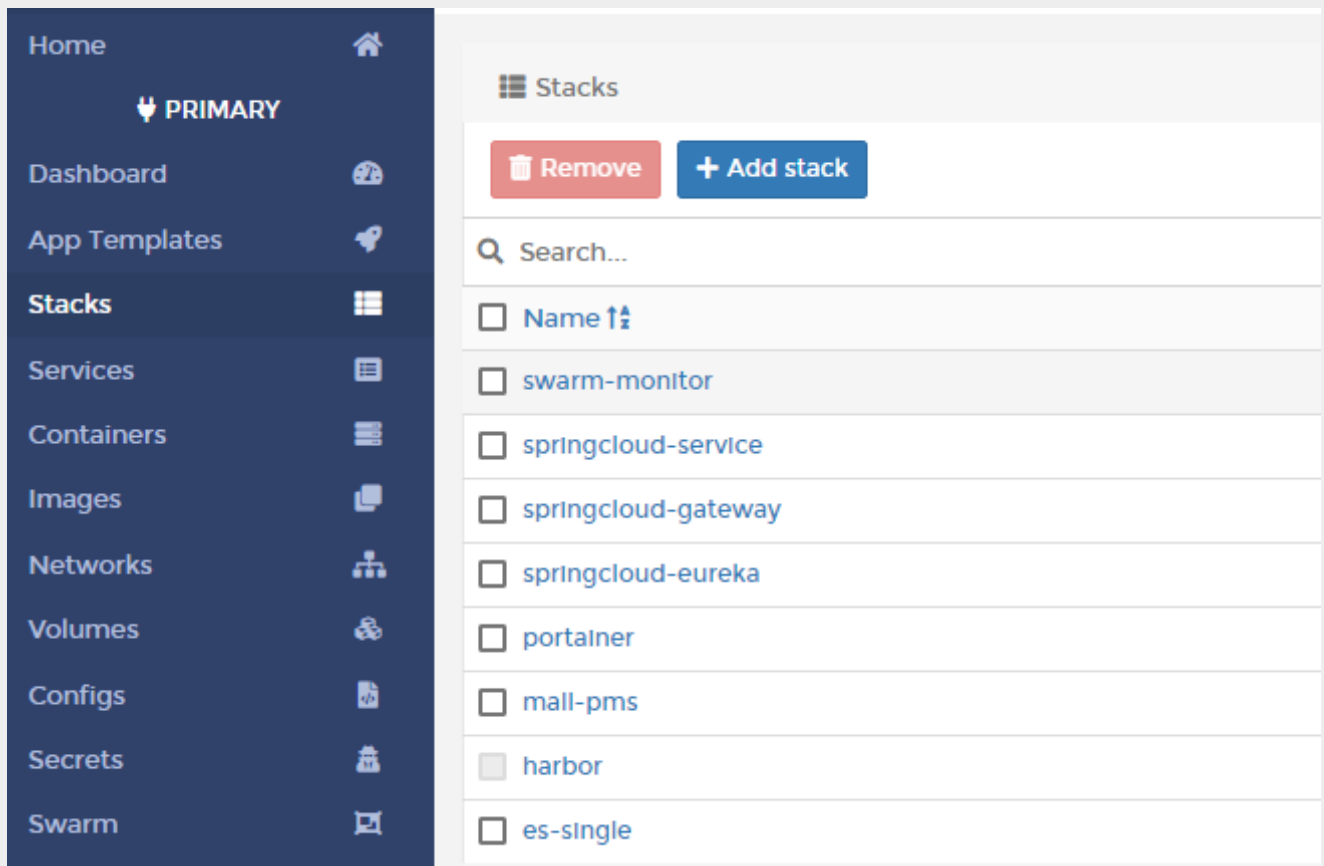 Home
PRIMARY
Dashboard
App Templates
Stacks
Services
Containers
Images
Networks
Volumes
Configs
Secrets
Swarm
Stacks
Remove
+ Add stack
Search...
Name
swarm-monitor
springcloud-service
springcloud-gateway
springcloud-eureka
portainer
mall-pms
harbor
es-single